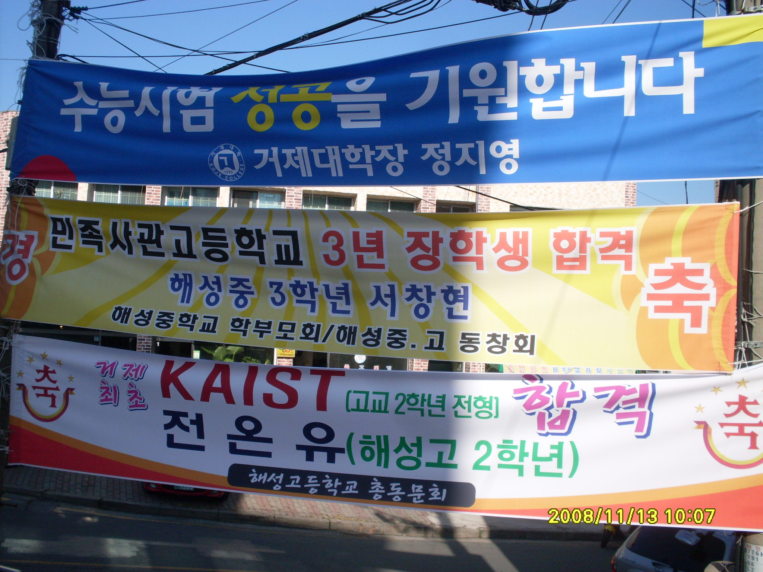 수능시험 성공을 기원합니다
거제대학장 정지영
경 민족사관고등학교 3년 장학생 합격 축
해성중 3학년 서창현
해성중학교 학부모회/해성중.고 동창회
축 거제 최초 KAIST (고교 2학년 전형) 합격 축
전온유 (해성고 2학년)
해성고등학교 총동문회
2008/11/13 10:07